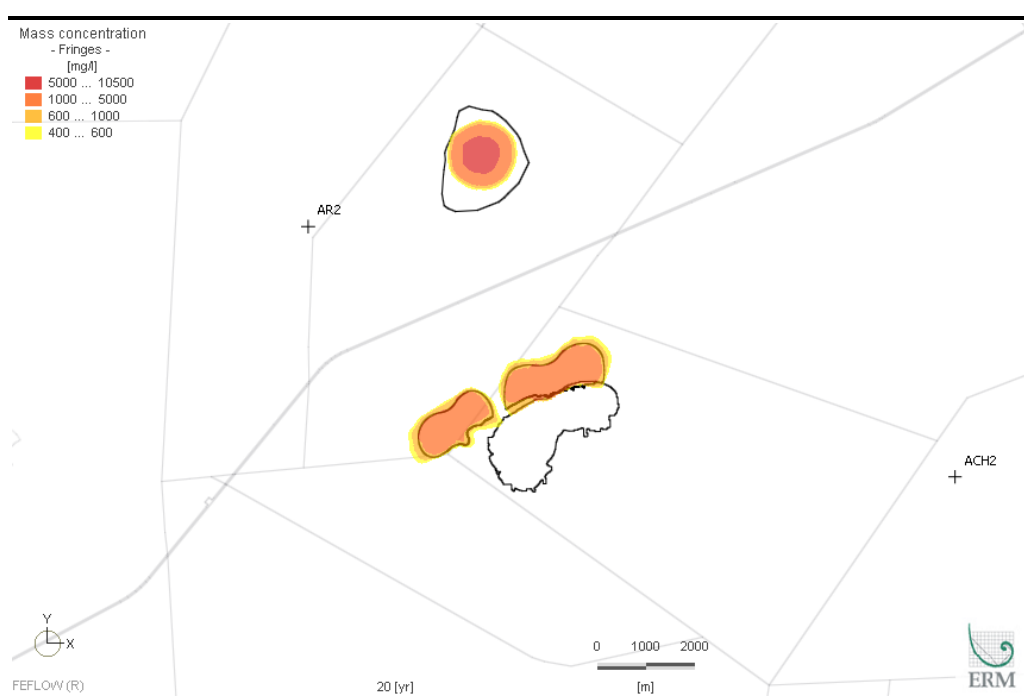 Mass concentration
- Fringes -
[mg/l]
5000 ... 10500
1000 ... 5000
600 ... 1000
400 ... 600
AR2
ACH2
Y
X
0 1000 2000
FEFLOW (R)
20 [yr]
[m]
ERM